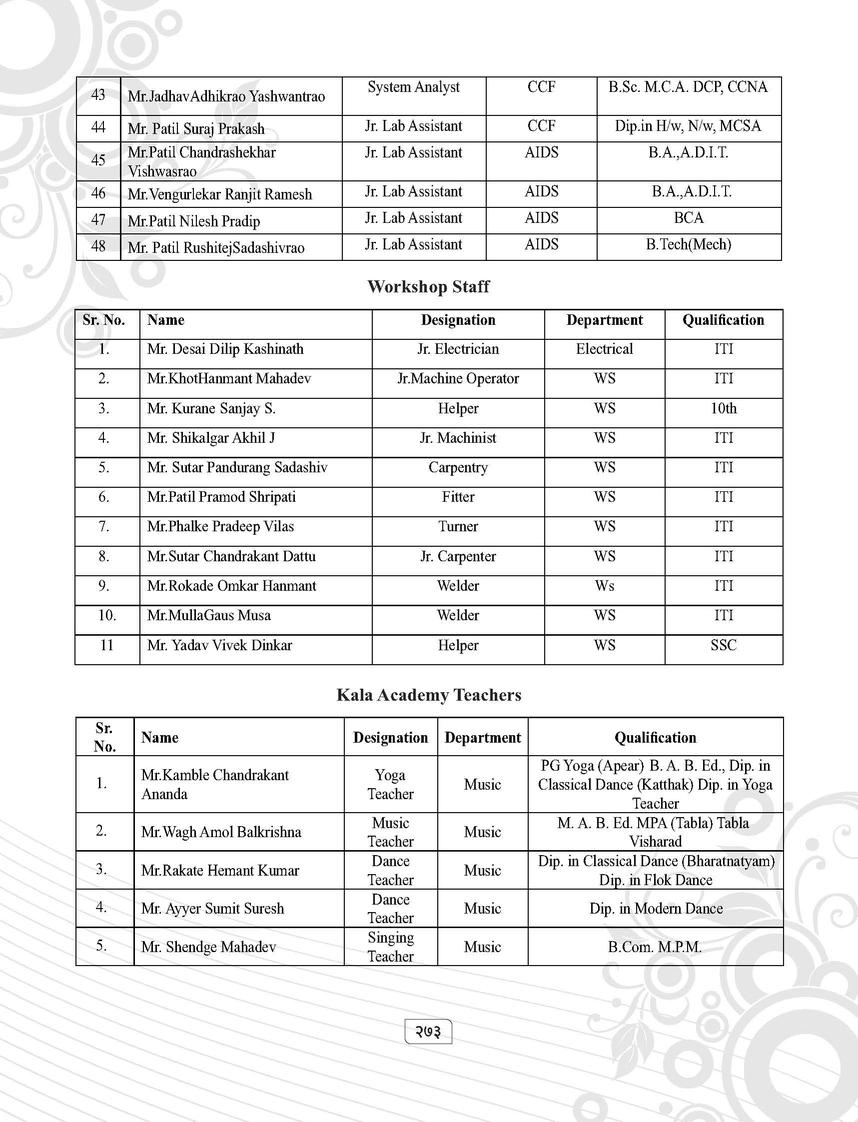 43 Mr.JadhavAdhikrao Yashwantrao System Analyst CCF B.Sc. M.C.A. DCP, CCNA
44 Mr. Patil Suraj Prakash Jr. Lab Assistant CCF Dip.in H/w, N/w, MCSA
45 Mr.Patil Chandrashekhar Jr. Lab Assistant AIDS B.A.,A.D.I.T.
Vishwasrao
46 Mr.Vengurlekar Ranjit Ramesh Jr. Lab Assistant AIDS B.A.,A.D.I.T.
47 Mr.Patil Nilesh Pradip Jr. Lab Assistant AIDS BCA
48 Mr. Patil RushitejSadashivrao Jr. Lab Assistant AIDS B.Tech(Mech)
Workshop Staff
Sr. No. Name Designation Department Qualification
1. Mr. Desai Dilip Kashinath Jr. Electrician Electrical ITI
2. Mr.KhotHanmant Mahadev Jr.Machine Operator WS ITI
3. Mr. Kurane Sanjay S. Helper WS 10th
4. Mr. Shikalgar Akhil J Jr. Machinist WS ITI
5. Mr. Sutar Pandurang Sadashiv Carpentry WS ITI
6. Mr.Patil Pramod Shripati Fitter WS ITI
7. Mr.Phalke Pradeep Vilas Turner WS ITI
8. Mr.Sutar Chandrakant Dattu Jr. Carpenter WS ITI
9. Mr.Rokade Omkar Hanmant Welder Ws ITI
10. Mr.MullaGaus Musa Welder WS ITI
11 Mr. Yadav Vivek Dinkar Helper WS SSC
Kala Academy Teachers
Sr.
No. Name Designation Department Qualification
1. Mr.Kamble Chandrakant Yoga Music PG Yoga (Apear) B. A. B. Ed., Dip. in
Ananda Teacher Classical Dance (Katthak) Dip. in Yoga
Teacher
2. Mr.Wagh Amol Balkrishna Music Music M. A. B. Ed. MPA (Tabla) Tabla
Teacher Visharad
3. Mr.Rakate Hemant Kumar Dance Music Dip. in Classical Dance (Bharatnatyam)
Teacher Dip. in Flok Dance
4. Mr. Ayyer Sumit Suresh Dance Music Dip. in Modern Dance
Teacher
5. Mr. Shendge Mahadev Singing Music B.Com. M.P.M.
Teacher
२७३